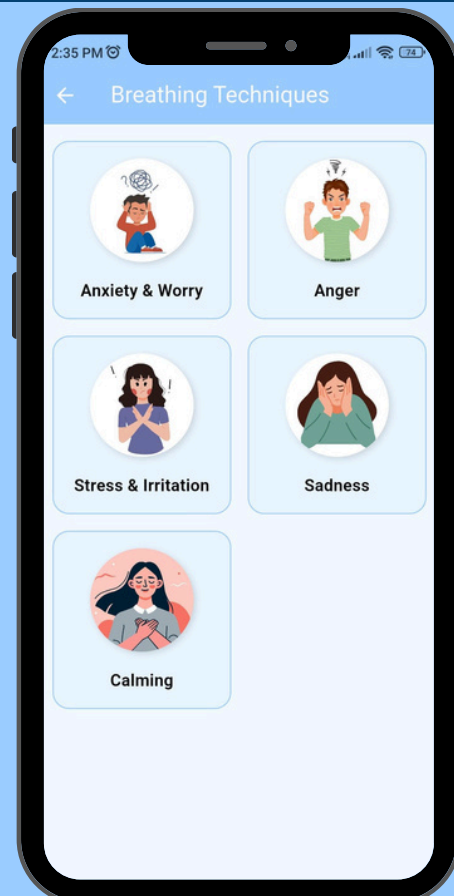 2:35 PM
74
Breathing Techniques
Anxiety & Worry
Anger
Stress & Irritation
Sadness
Calming